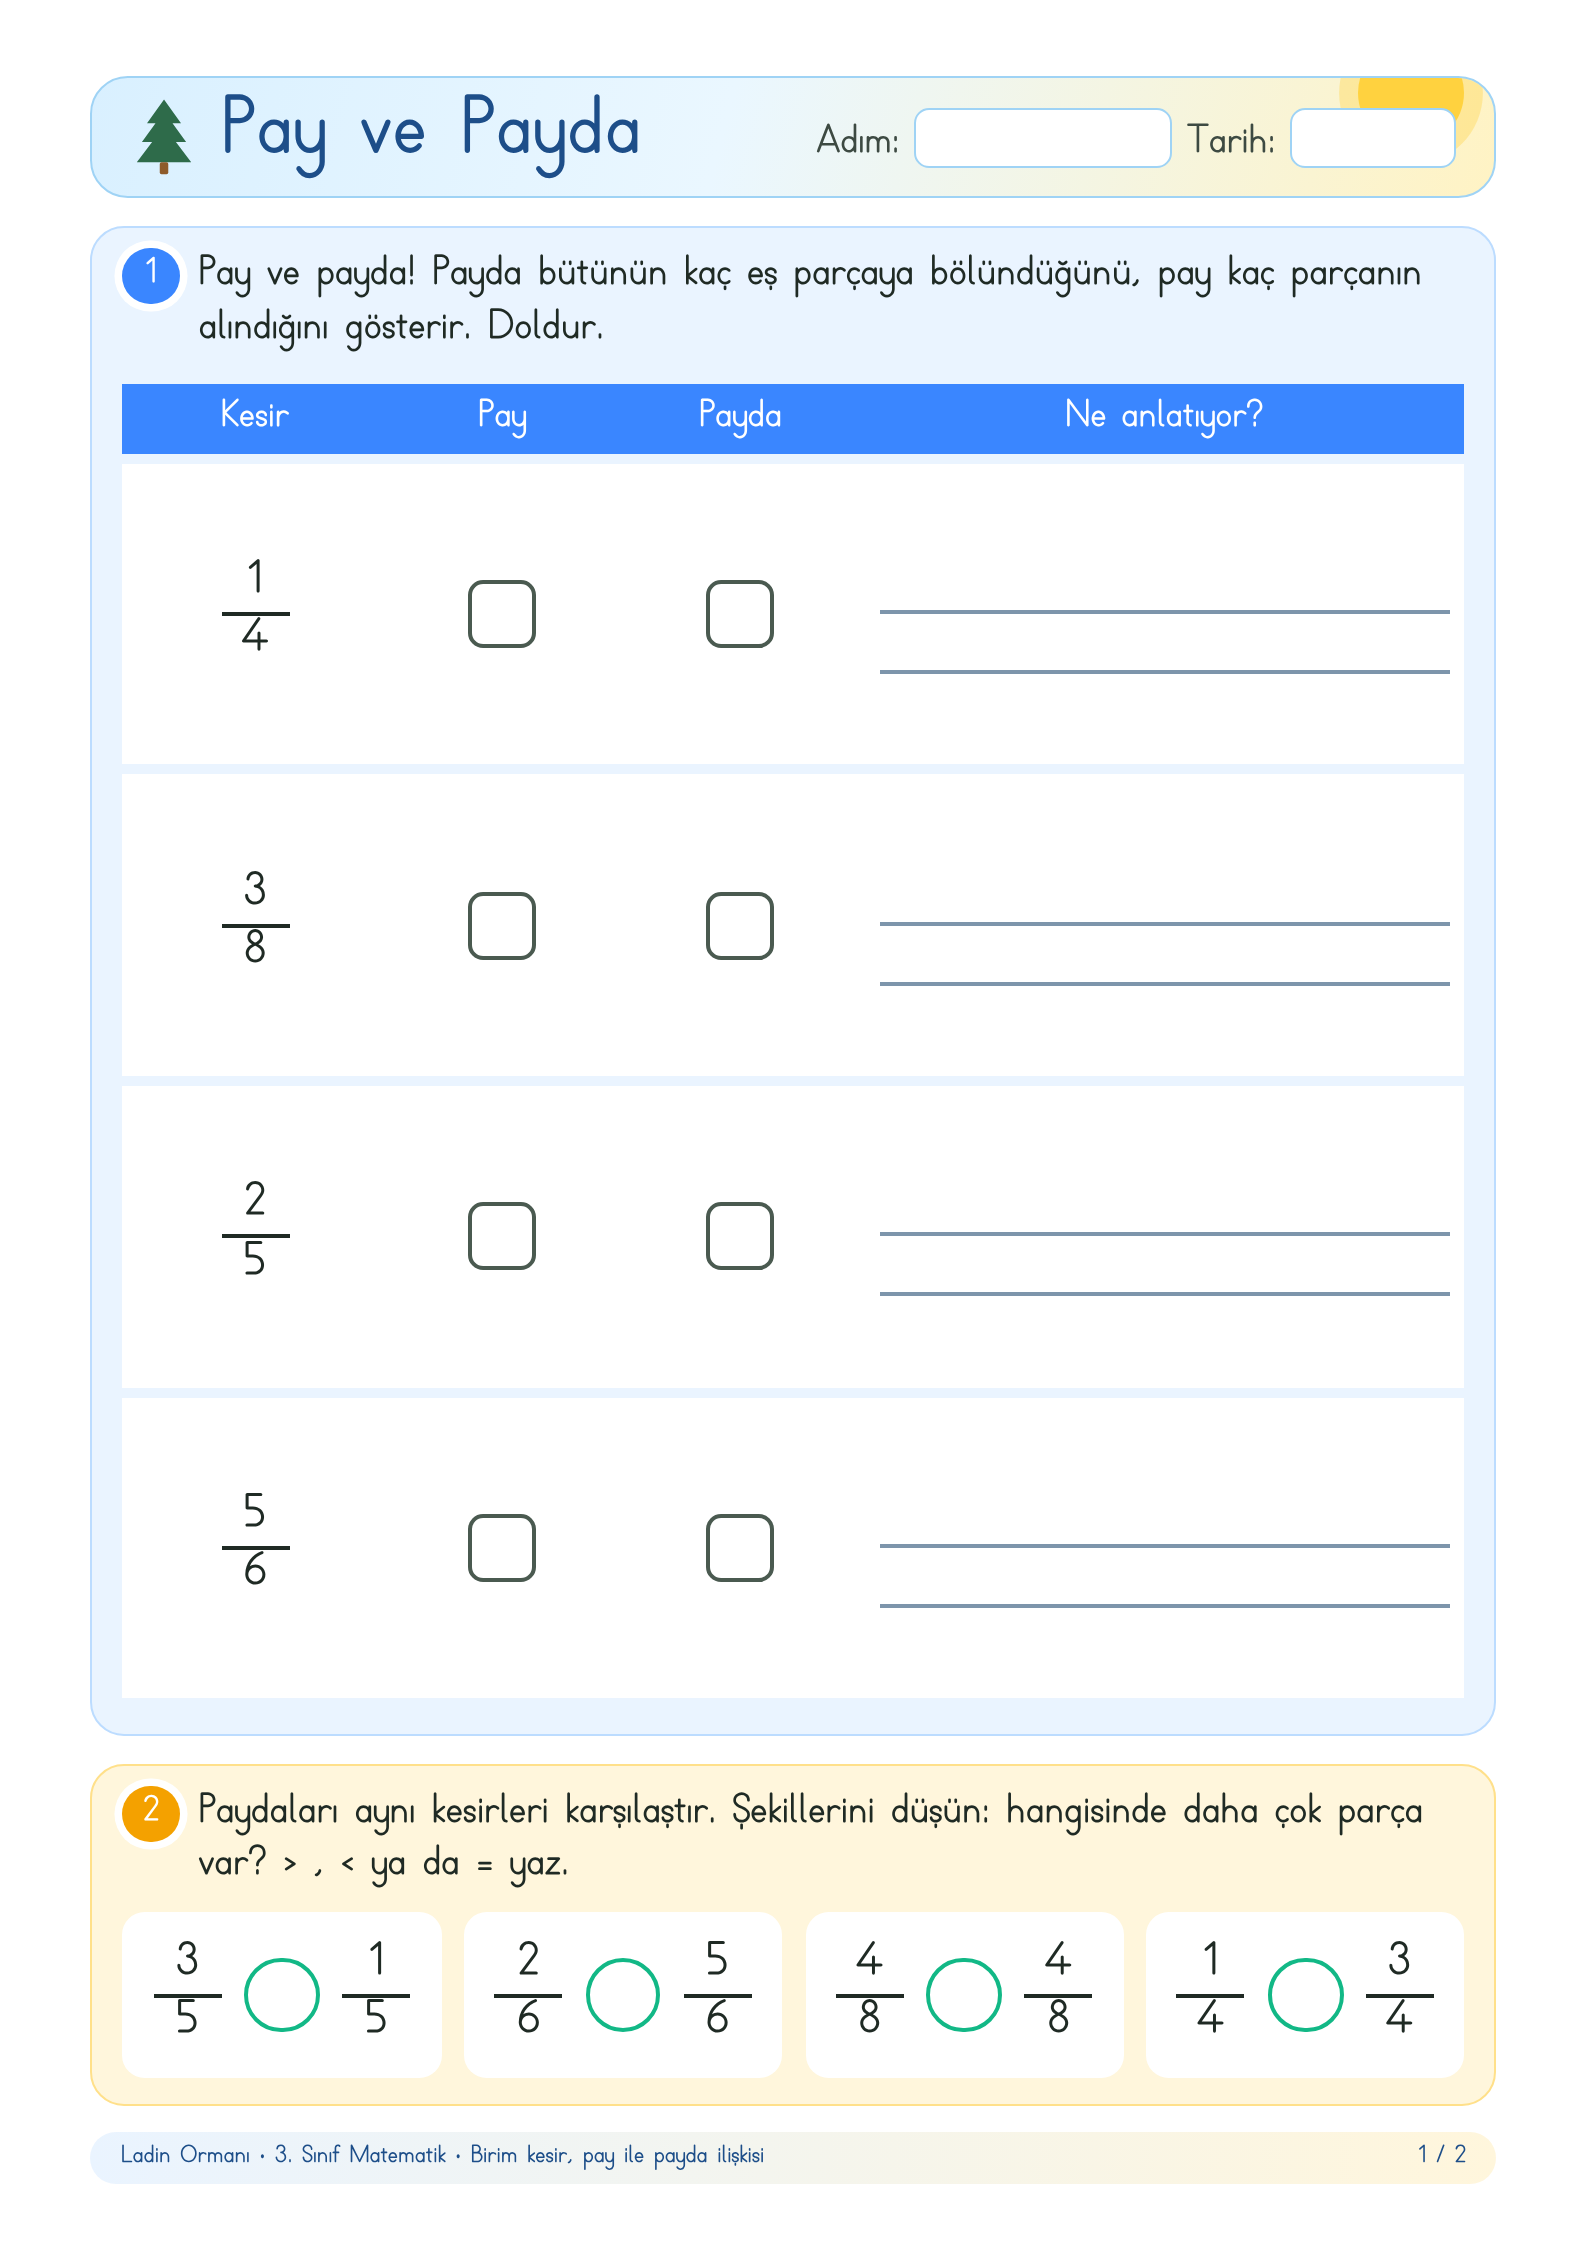 Pay ve Payda
Adım: Tarih:
1
Pay ve payda! Payda bütünün kaç eş parçaya bölündüğünü, pay kaç parçanın
alındığını gösterir. Doldur.
Kesir Pay Payda Ne anlatıyor?
1
4
3
8
2
5
5
6
2
Paydaları aynı kesirleri karşılaştır. Şekillerini düşün: hangisinde daha çok parça
var? > , < ya da = yaz.
3 1 2 5 4 4 1 3
5 5 6 6 8 8 4 4
Ladin Ormanı • 3. Sınıf Matematik • Birim kesir, pay ile payda ilişkisi
1 / 2